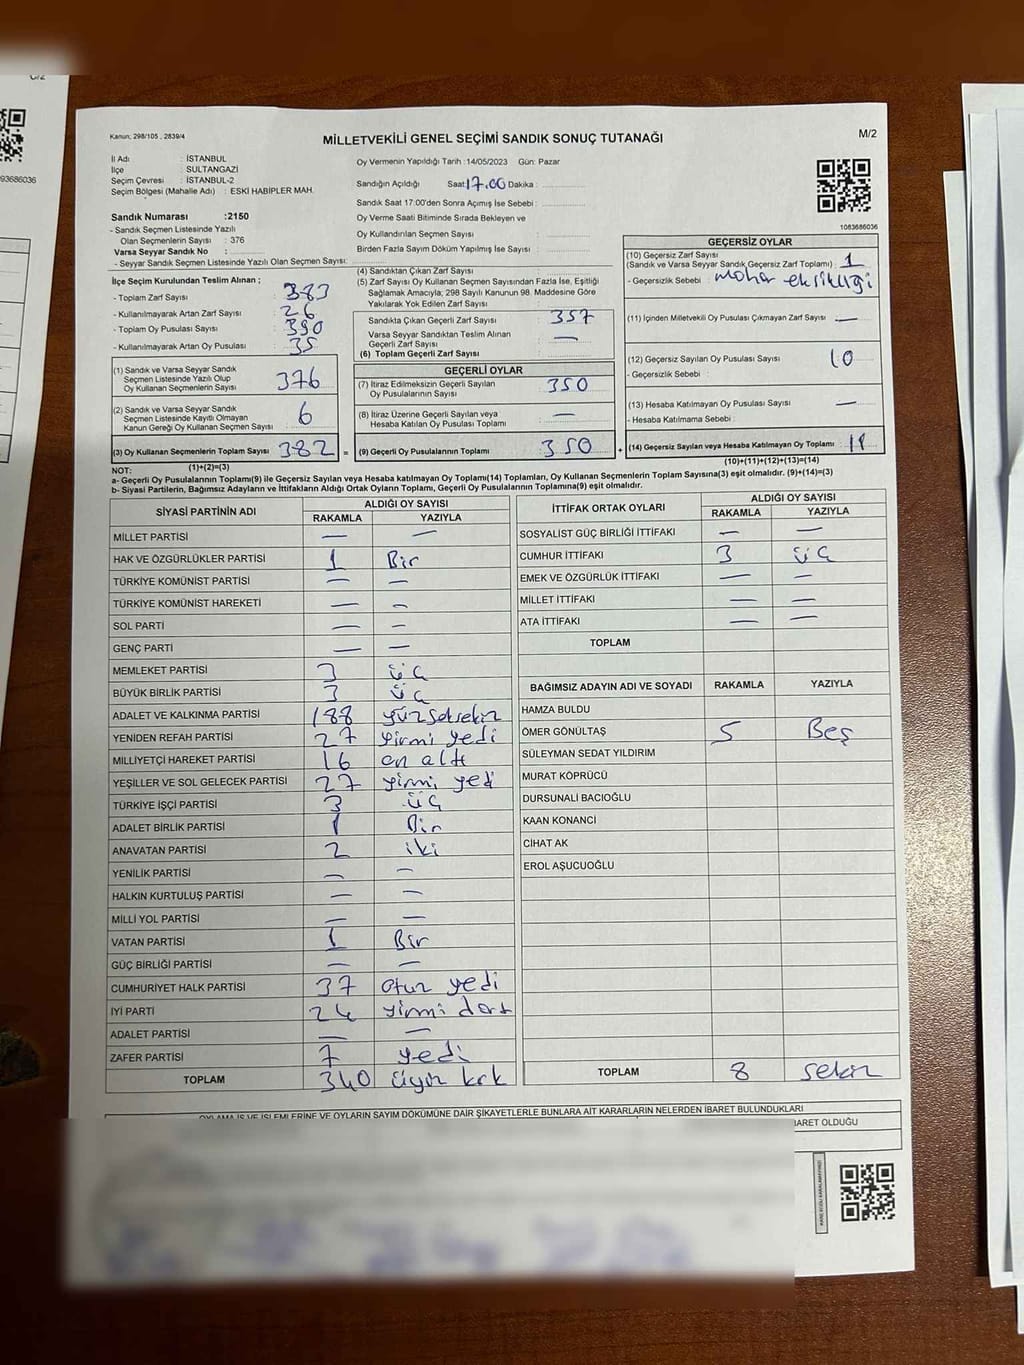 G/2
93686036
Kanun; 298/105 , 2839/4
MİLLETVEKİLİ GENEL SEÇİMİ SANDIK SONUÇ TUTANAĞI
M/2
İl Adı : İSTANBUL
İlçe : SULTANGAZİ
Seçim Çevresi : İSTANBUL-2
Seçim Bölgesi (Mahalle Adı) : ESKİ HABİPLER MAH.
Sandık Numarası :2150
- Sandık Seçmen Listesinde Yazılı
Olan Seçmenlerin Sayısı : 376
Varsa Seyyar Sandık No :
- Seyyar Sandık Seçmen Listesinde Yazılı Olan Seçmen Sayısı:
Oy Vermenin Yapıldığı Tarih :14/05/2023 Gün: Pazar
Sandığın Açıldığı Saat:17.00 Dakika :
Sandık Saat 17:00'den Sonra Açımış İse Sebebi :
Oy Verme Saati Bitiminde Sırada Bekleyen ve
Oy Kullandırılan Seçmen Sayısı :
Birden Fazla Sayım Döküm Yapılmış İse Sayısı :
1083686036
İlçe Seçim Kurulundan Teslim Alınan ;
- Toplam Zarf Sayısı : 383
- Kullanılmayarak Artan Zarf Sayısı : 26
- Toplam Oy Pusulası Sayısı : 390
- Kullanılmayarak Artan Oy Pusulası : 35
(1) Sandık ve Varsa Seyyar Sandık
Seçmen Listesinde Yazılı Olup
Oy Kullanan Seçmenlerin Sayısı : 376
(2) Sandık ve Varsa Seyyar Sandık
Seçmen Listesinde Kayıtlı Olmayan
Kanun Gereği Oy Kullanan Seçmen Sayısı : 6
(3) Oy Kullanan Seçmenlerin Toplam Sayısı : 382 =
(1)+(2)=(3)
(4) Sandıktan Çıkan Zarf Sayısı :
(5) Zarf Sayısı Oy Kullanan Seçmen Sayısından Fazla İse, Eşitliği
Sağlamak Amacıyla, 298 Sayılı Kanunun 98. Maddesine Göre
Yakılarak Yok Edilen Zarf Sayısı :
Sandıkta Çıkan Geçerli Zarf Sayısı : 357
Varsa Seyyar Sandıktan Teslim Alınan
Geçerli Zarf Sayısı : —
(6) Toplam Geçerli Zarf Sayısı :
GEÇERLİ OYLAR
(7) İtiraz Edilmeksizin Geçerli Sayılan
Oy Pusulalarının Sayısı : 350
(8) İtiraz Üzerine Geçerli Sayılan veya
Hesaba Katılan Oy Pusulası Toplamı : —
(9) Geçerli Oy Pusulalarının Toplamı : 350 +
GEÇERSİZ OYLAR
(10) Geçersiz Zarf Sayısı
(Sandık ve Varsa Seyyar Sandık Geçersiz Zarf Toplamı) : 1
- Geçersizlik Sebebi : mohor eksikligi
(11) İçinden Milletvekili Oy Pusulası Çıkmayan Zarf Sayısı : —
(12) Geçersiz Sayılan Oy Pusulası Sayısı : 10
- Geçersizlik Sebebi :
(13) Hesaba Katılmayan Oy Pusulası Sayısı : —
- Hesaba Katılmama Sebebi :
(14) Geçersiz Sayılan veya Hesaba Katılmayan Oy Toplamı : 11
(10)+(11)+(12)+(13)=(14)
NOT:
a- Geçerli Oy Pusulalarının Toplamı(9) ile Geçersiz Sayılan veya Hesaba katılmayan Oy Pusulası(14) Toplamları, Oy Kullanan Seçmenlerin Toplam Sayısına(3) eşit olmalıdır. (9)+(14)=(3)
b- Siyasi Partilerin, Bağımsız Adayların ve İttifakların Aldığı Ortak Oyların Toplamı, Geçerli Oy Pusulalarının Toplamına(9) eşit olmalıdır.
SİYASİ PARTİNİN ADI ALDIĞI OY SAYISI
RAKAMLA YAZIYLA
MİLLET PARTİSİ — —
HAK VE ÖZGÜRLÜKLER PARTİSİ 1 Bir
TÜRKİYE KOMÜNİST PARTİSİ — —
TÜRKİYE KOMÜNİST HAREKETİ — —
SOL PARTİ — —
GENÇ PARTİ — —
MEMLEKET PARTİSİ 3 üç
BÜYÜK BİRLİK PARTİSİ 3 üç
ADALET VE KALKINMA PARTİSİ 188 yüzseksekiz
YENİDEN REFAH PARTİSİ 27 yirmi yedi
MİLLİYETÇİ HAREKET PARTİSİ 16 on altı
YEŞİLLER VE SOL GELECEK PARTİSİ 27 yirmi yedi
TÜRKİYE İŞÇİ PARTİSİ 3 üç
ADALET BİRLİK PARTİSİ 1 Bir
ANAVATAN PARTİSİ 2 iki
YENİLİK PARTİSİ — —
HALKIN KURTULUŞ PARTİSİ — —
MİLLİ YOL PARTİSİ — —
VATAN PARTİSİ 1 Bir
GÜÇ BİRLİĞİ PARTİSİ — —
CUMHURİYET HALK PARTİSİ 37 otuz yedi
İYİ PARTİ 24 yirmi dört
ADALET PARTİSİ — —
ZAFER PARTİSİ 7 yedi
TOPLAM 340 üçyüz kırk
İTTİFAK ORTAK OYLARI ALDIĞI OY SAYISI
RAKAMLA YAZIYLA
SOSYALİST GÜÇ BİRLİĞİ İTTİFAKI — —
CUMHUR İTTİFAKI 3 üç
EMEK VE ÖZGÜRLÜK İTTİFAKI — —
MİLLET İTTİFAKI — —
ATA İTTİFAKI — —
TOPLAM
BAĞIMSIZ ADAYIN ADI VE SOYADI RAKAMLA YAZIYLA
HAMZA BULDU
ÖMER GÖNÜLTAŞ 5 Beş
SÜLEYMAN SEDAT YILDIRIM
MURAT KÖPRÜCÜ
DURSUNALİ BACIOĞLU
KAAN KONANCİ
CİHAT AK
EROL AŞUCUOĞLU
TOPLAM 8 sekiz
OYLAMA İŞ VE İŞLEMLERİNE VE OYLARIN SAYIM DÖKÜMÜNE DAİR ŞİKAYETLERLE BUNLARA AİT KARARLARIN NELERDEN İBARET BULUNDUKLARI
İBARET OLDUĞU